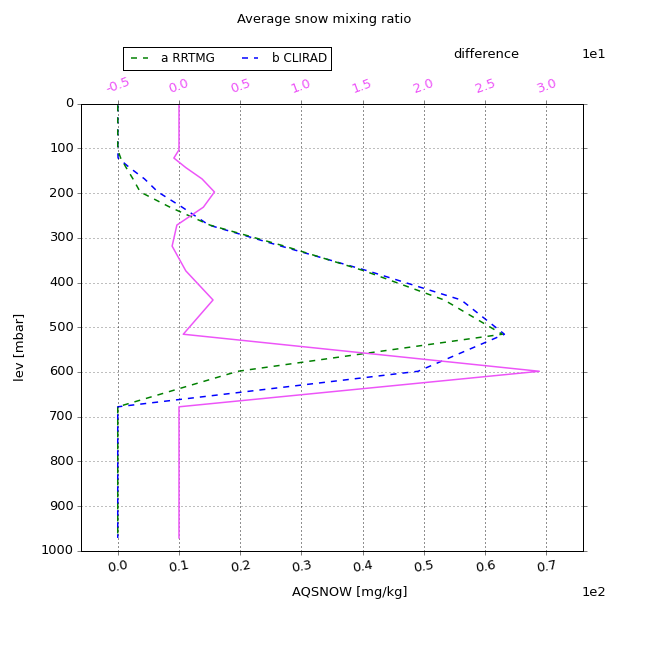 Average snow mixing ratio
a RRTMG b CLIRAD
difference 1e1
-0.5 0.0 0.5 1.0 1.5 2.0 2.5 3.0
0
100
200
300
400
500
600
700
800
900
1000
lev [mbar]
0.0 0.1 0.2 0.3 0.4 0.5 0.6 0.7
AQSNOW [mg/kg] 1e2